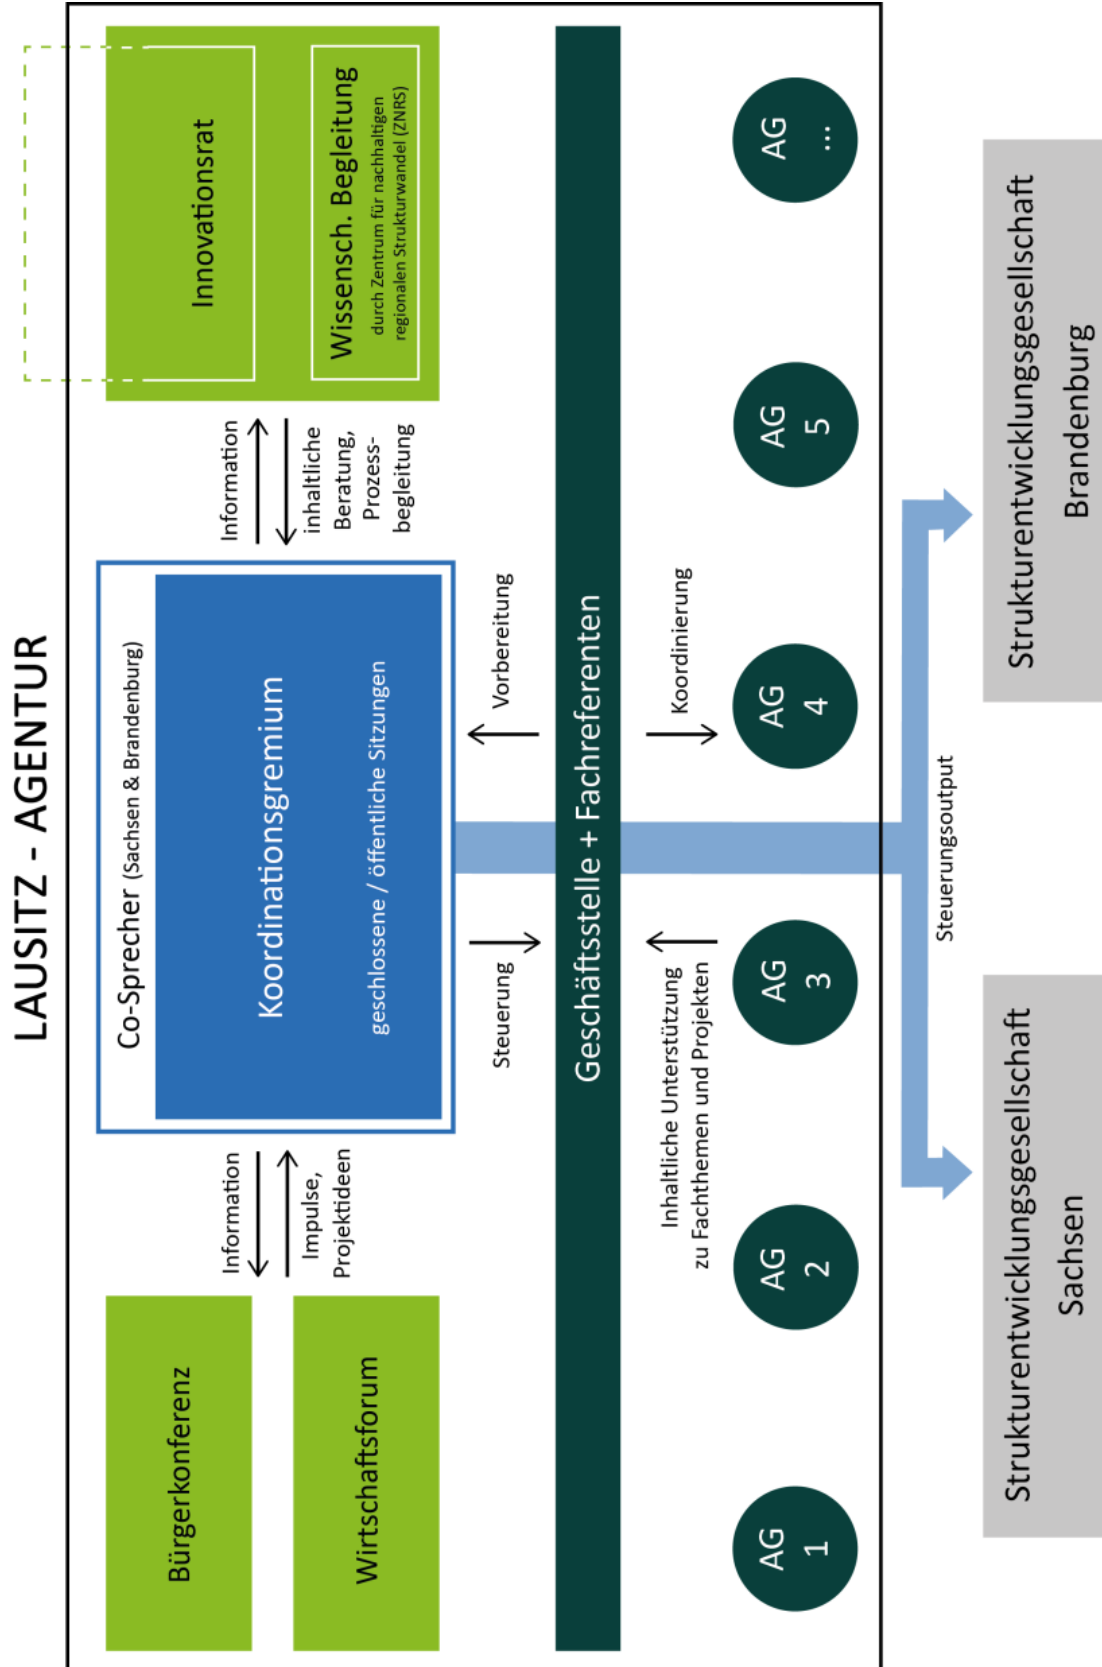 LAUSITZ - AGENTUR
Bürgerkonferenz
Wirtschaftsforum
Information
Impulse,
Projektideen
Co-Sprecher (Sachsen & Brandenburg)
Koordinationsgremium
geschlossene / öffentliche Sitzungen
Information
inhaltliche
Beratung,
Prozess-
begleitung
Innovationsrat
Wissensch. Begleitung
durch Zentrum für nachhaltigen
regionalen Strukturwandel (ZNRS)
Steuerung
Vorbereitung
Geschäftsstelle + Fachreferenten
Inhaltliche Unterstützung
zu Fachthemen und Projekten
Koordinierung
AG
1
AG
2
AG
3
AG
4
AG
5
AG
...
Steuerungsoutput
Strukturentwicklungsgesellschaft
Sachsen
Strukturentwicklungsgesellschaft
Brandenburg